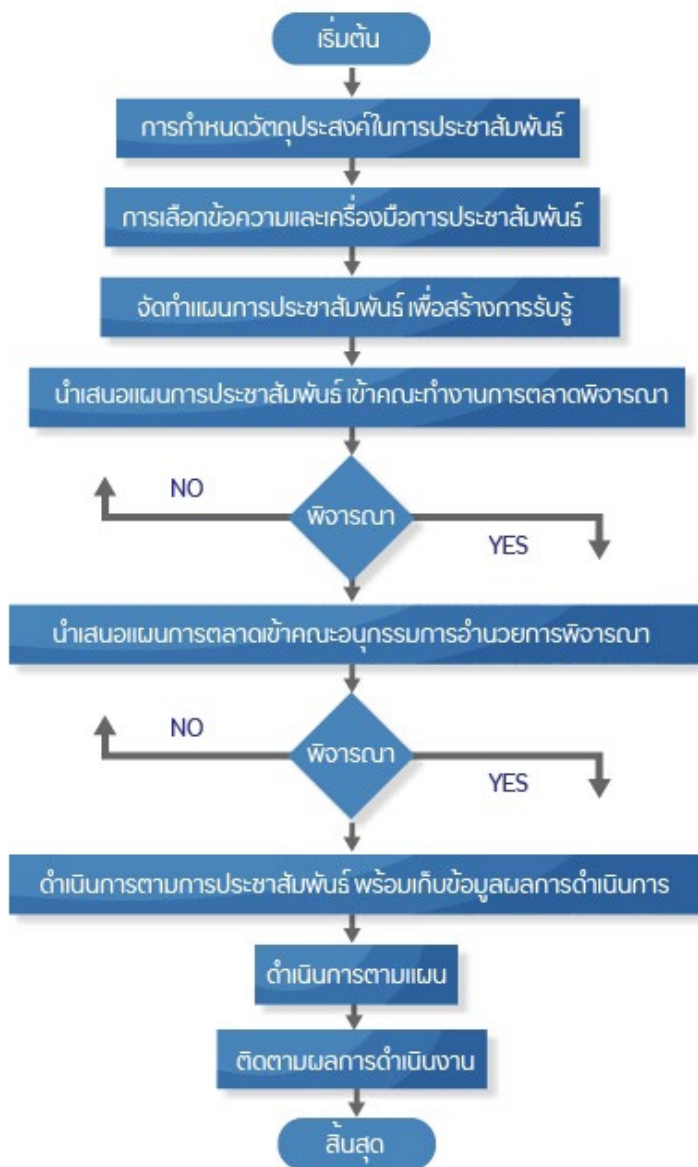 เริ่มต้น
การกำหนดวัตถุประสงค์ในการประชาสัมพันธ์
การเลือกข้อความและเครื่องมือการประชาสัมพันธ์
จัดทำแผนการประชาสัมพันธ์ เพื่อสร้างการรับรู้
นำเสนอแผนการประชาสัมพันธ์ เข้าคณะทำงานการตลาดพิจารณา
NO
พิจารณา
YES
นำเสนอแผนการตลาดเข้าคณะอนุกรรมการอำนวยการพิจารณา
NO
พิจารณา
YES
ดำเนินการตามการประชาสัมพันธ์ พร้อมเก็บข้อมูลผลการดำเนินการ
ดำเนินการตามแผน
ติดตามผลการดำเนินงาน
สิ้นสุด